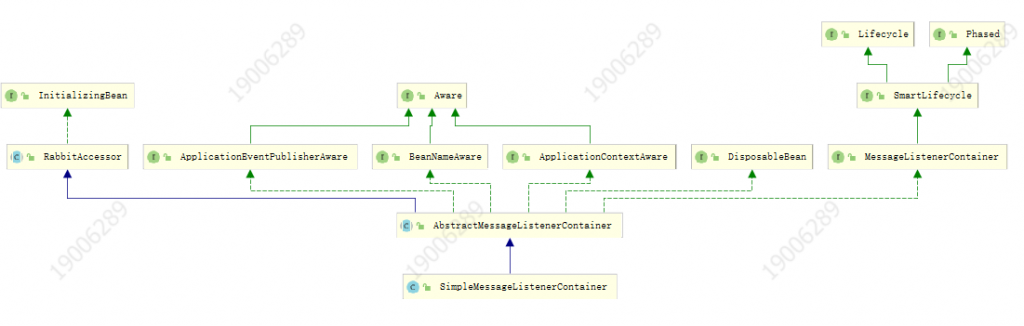 Lifecycle
Phased
InitializingBean
Aware
SmartLifecycle
RabbitAccessor
ApplicationEventPublisherAware
BeanNameAware
ApplicationContextAware
DisposableBean
MessageListenerContainer
AbstractMessageListenerContainer
SimpleMessageListenerContainer
19006289
19006289
19006289
19006289
19006289
19006289